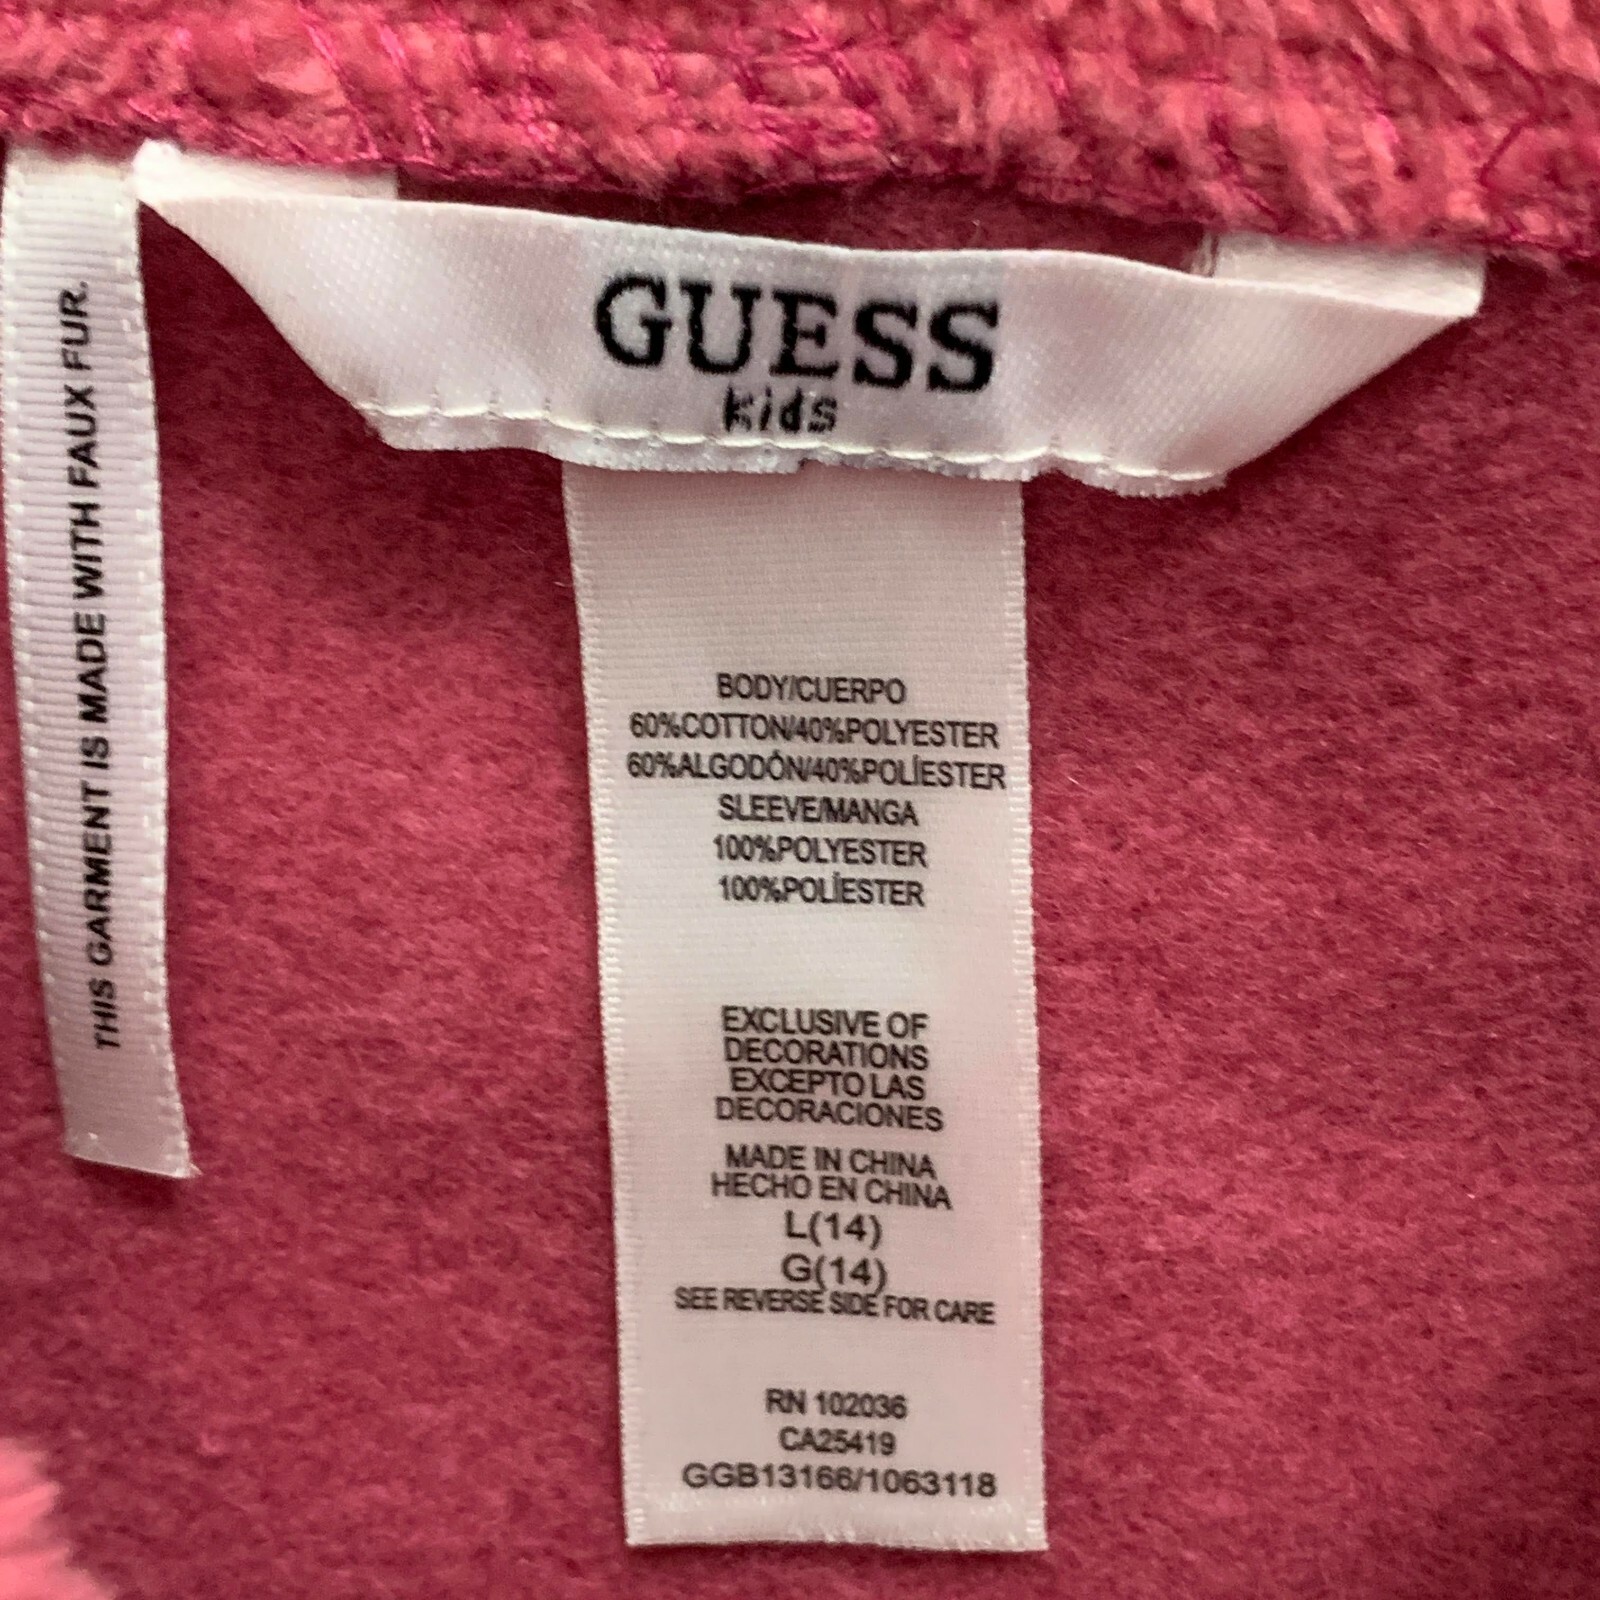 THIS GARMENT IS MADE WITH FAUX FUR.
GUESS
Kids
BODY/CUERPO
60%COTTON/40%POLYESTER
60%ALGODÓN/40%POLÍESTER
SLEEVE/MANGA
100%POLYESTER
100%POLÍESTER
EXCLUSIVE OF
DECORATIONS
EXCEPTO LAS
DECORACIONES
MADE IN CHINA
HECHO EN CHINA
L(14)
G(14)
SEE REVERSE SIDE FOR CARE
RN 102036
CA25419
GGB13166/1063118